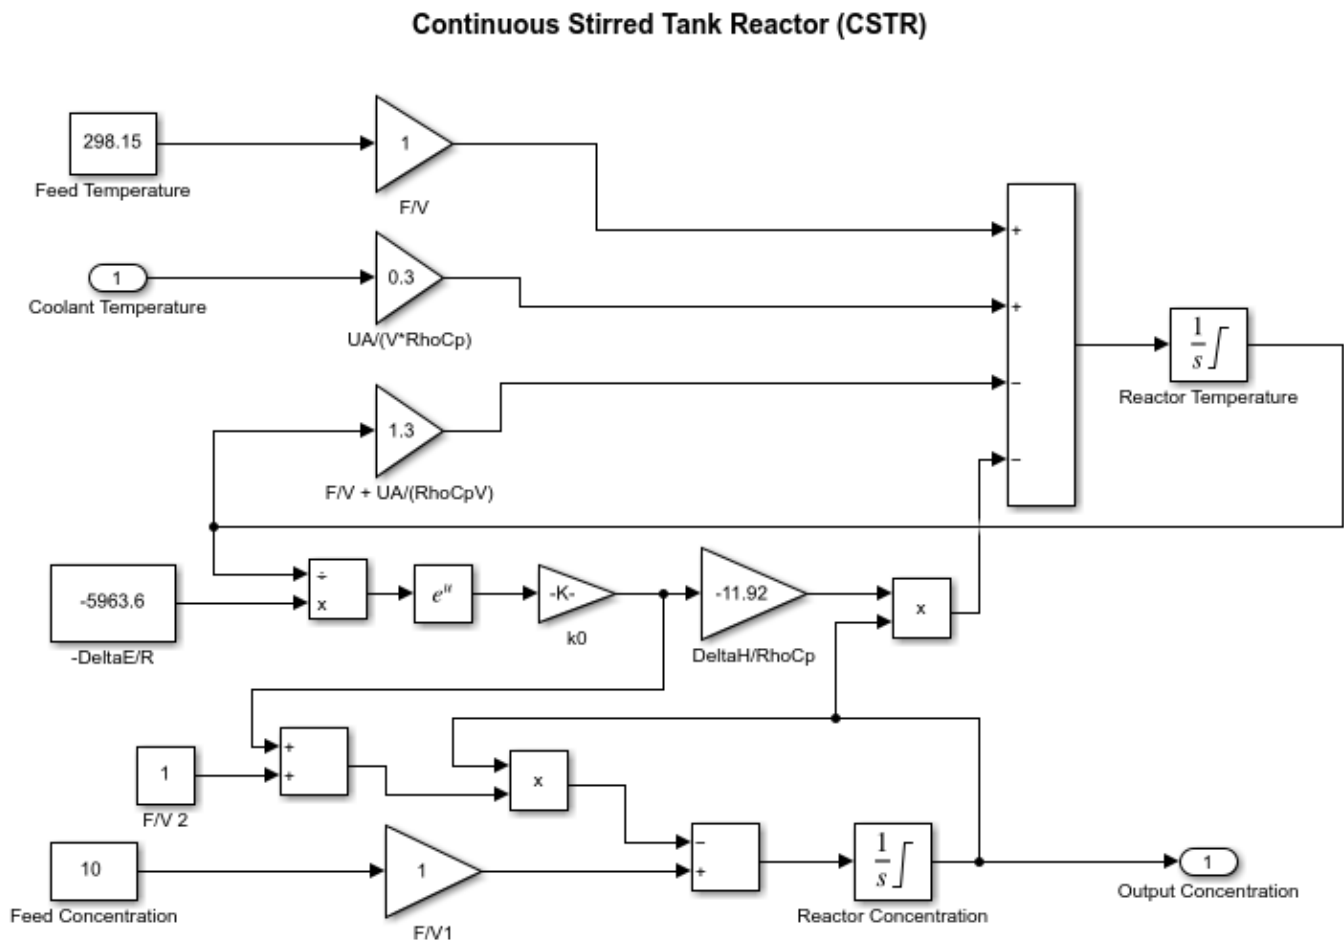 Continuous Stirred Tank Reactor (CSTR)
298.15
Feed Temperature
1
F/V
1
Coolant Temperature
0.3
UA/(V*RhoCp)
1.3
F/V + UA/(RhoCpV)
+
+
−
−
1
s
Reactor Temperature
-5963.6
-DeltaE/R
÷
x
eᵘ
-K-
k0
-11.92
DeltaH/RhoCp
x
1
F/V 2
+
+
x
10
Feed Concentration
1
F/V1
−
+
1
s
Reactor Concentration
1
Output Concentration